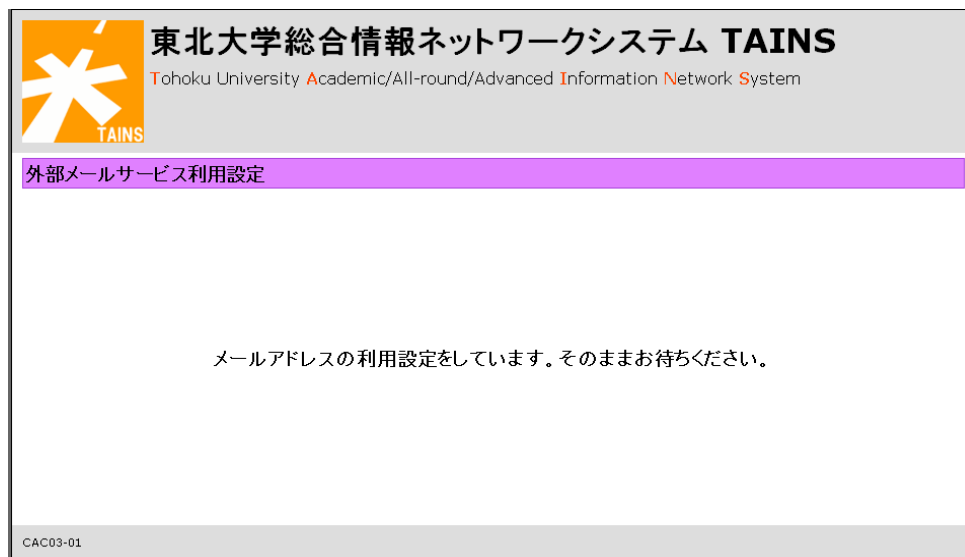 東北大学総合情報ネットワークシステム TAINS
Tohoku University Academic/All-round/Advanced Information Network System
TAINS
外部メールサービス利用設定
メールアドレスの利用設定をしています。そのままお待ちください。
CAC03-01